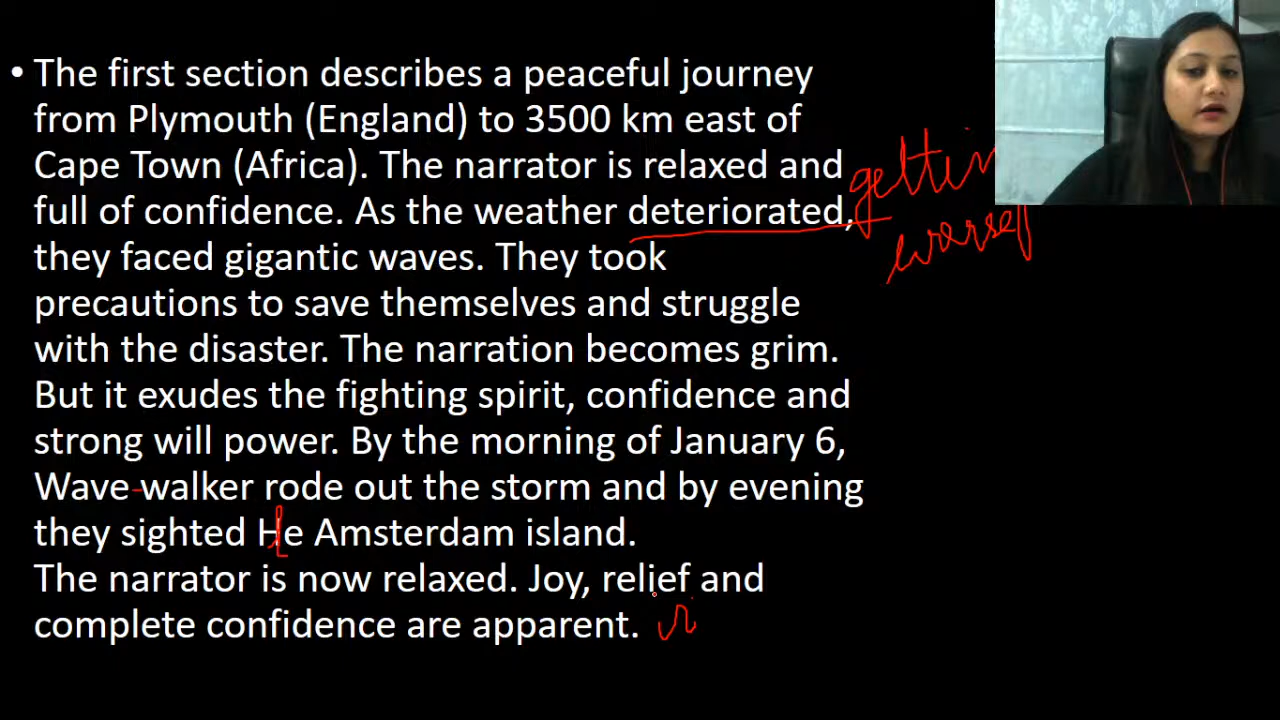 • The first section describes a peaceful journey
from Plymouth (England) to 3500 km east of
Cape Town (Africa). The narrator is relaxed and
full of confidence. As the weather deteriorated,
they faced gigantic waves. They took
precautions to save themselves and struggle
with the disaster. The narration becomes grim.
But it exudes the fighting spirit, confidence and
strong will power. By the morning of January 6,
Wave-walker rode out the storm and by evening
they sighted He Amsterdam island.
The narrator is now relaxed. Joy, relief and
complete confidence are apparent.